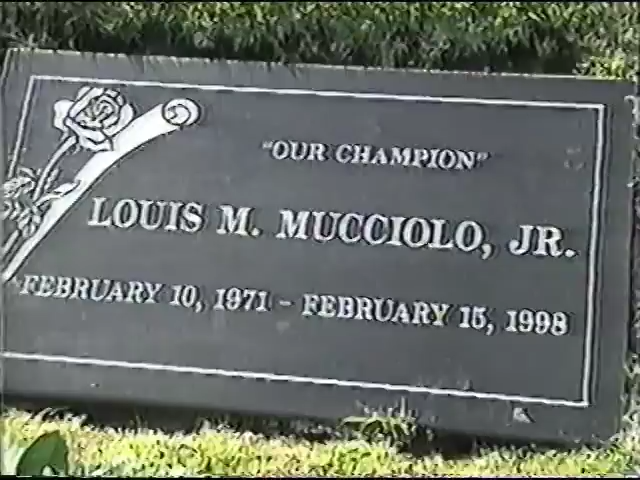 "OUR CHAMPION"
LOUIS M. MUCCIOLO, JR.
FEBRUARY 10, 1971 - FEBRUARY 15, 1998